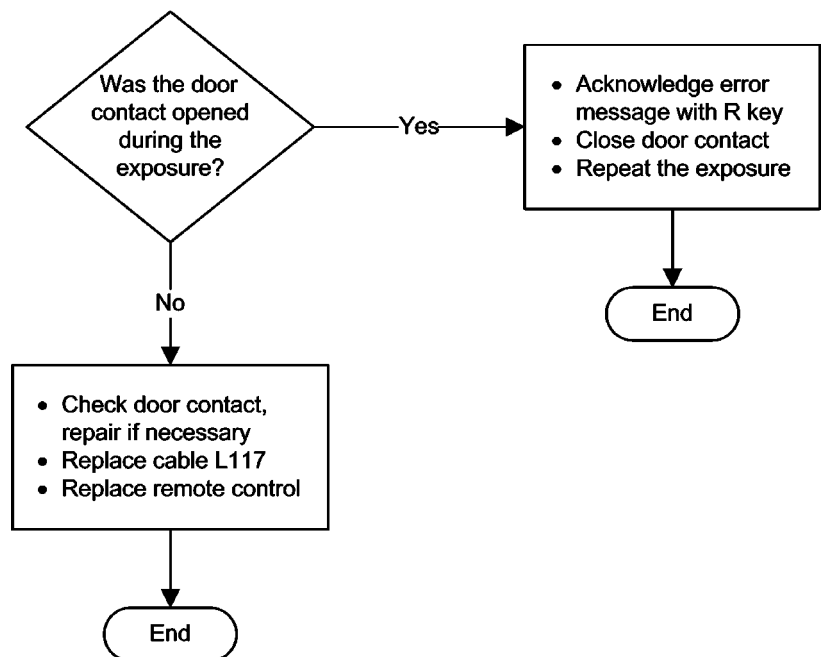 Was the door
contact opened
during the
exposure?
Yes
• Acknowledge error
message with R key
• Close door contact
• Repeat the exposure
End
No
• Check door contact,
repair if necessary
• Replace cable L117
• Replace remote control
End